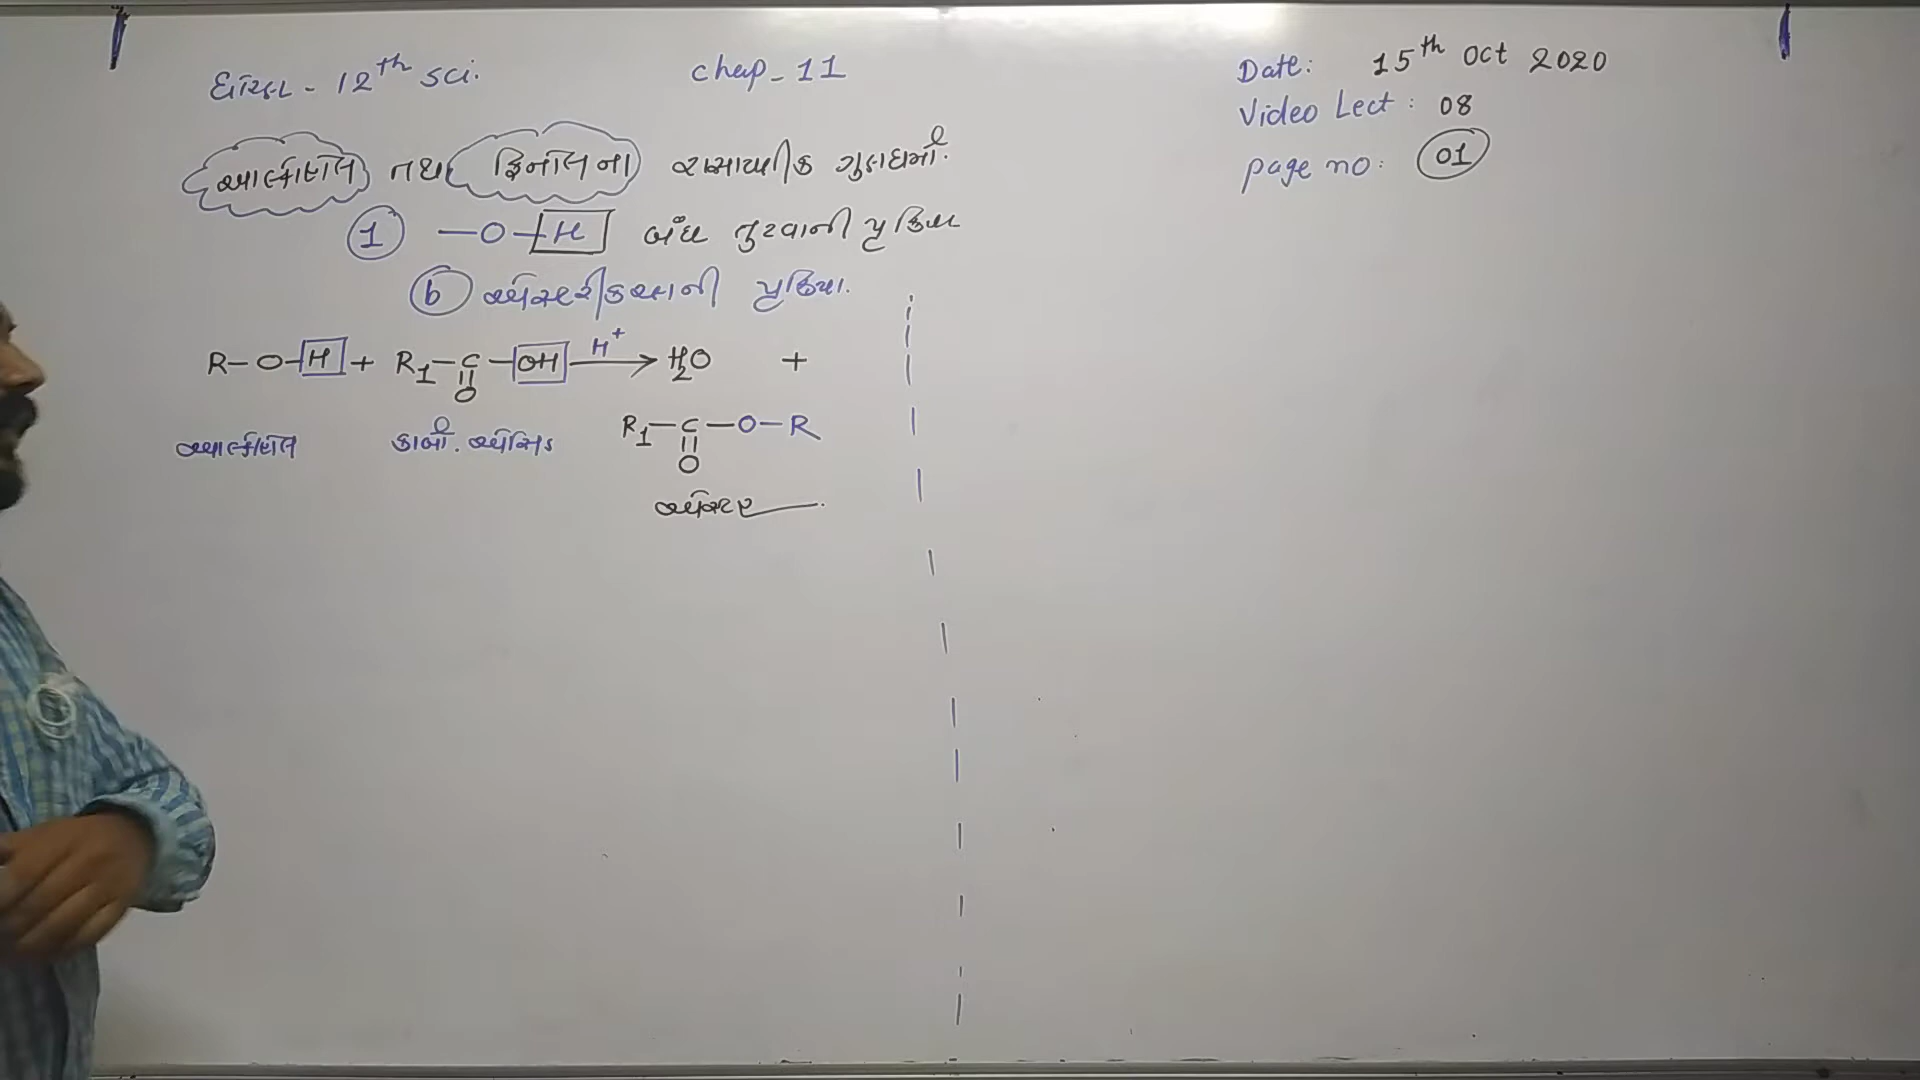 ધોરણ - 12th sci.
chap - 11
Date: 15th Oct 2020
Video Lect : 08
page no: 01
આલ્કોહોલ તથા ફિનોલના રાસાયણીક ગુણધર્મો.
1 —O—H બંધ તુટવાની પ્રક્રિયા
b એસ્ટરીકરણની પ્રક્રિયા.
R—O—H + R1—C—OH H+ → H2O +
O
R1—C—O—R
આલ્કોહોલ કાર્બો. એસિડ
O
એસ્ટર